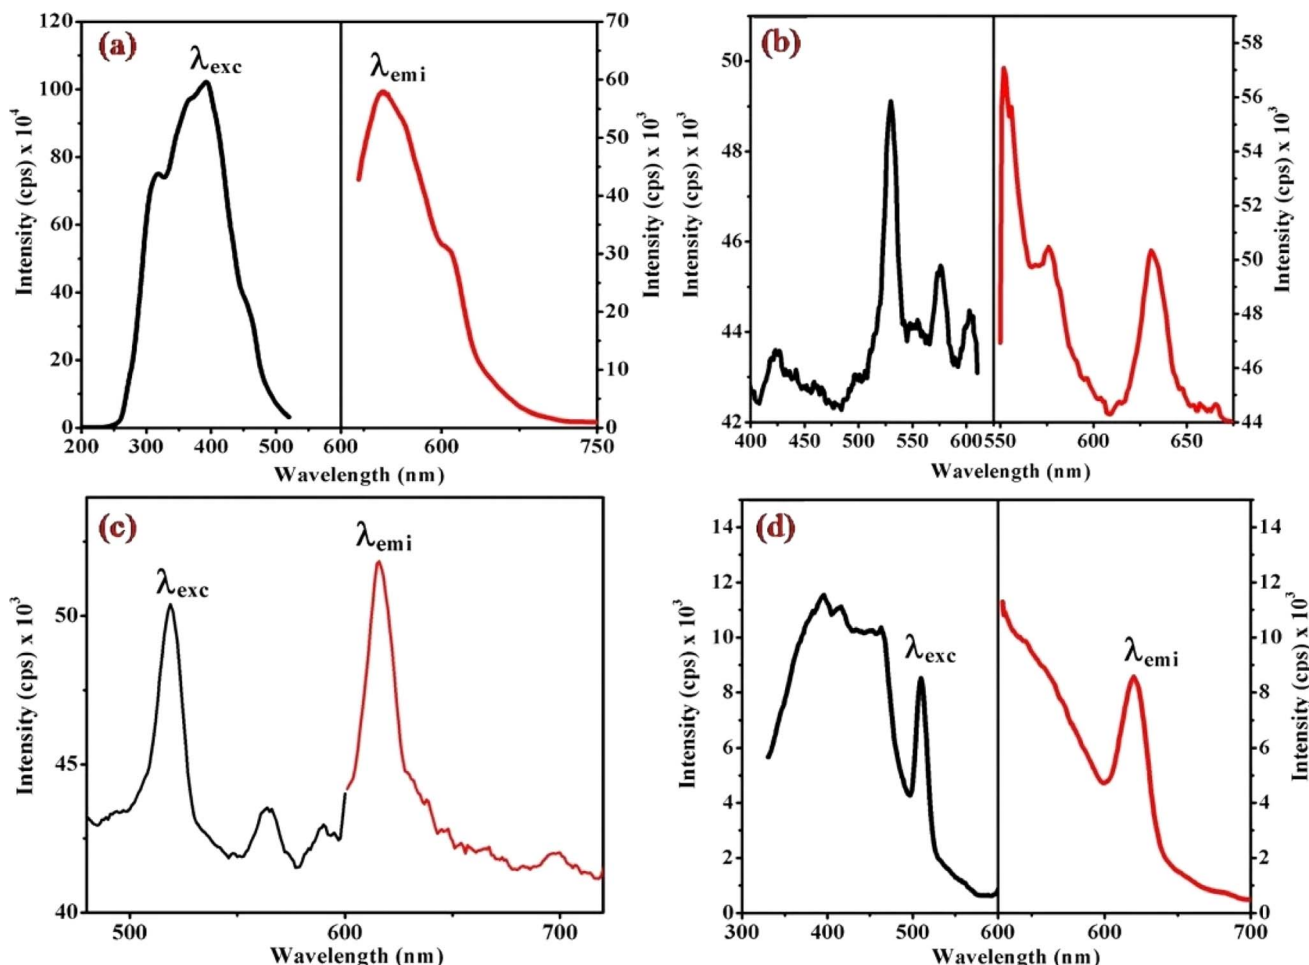 (a)
λexc
λemi
120
100
80
60
40
20
0
70
60
50
40
30
20
10
0
200 300 400 500 600 600 750
Wavelength (nm)
Intensity (cps) x 10⁴
Intensity (cps) x 10³
(b)
50
48
46
44
42
58
56
54
52
50
48
46
44
400 450 500 550 600 550 600 650
Wavelength (nm)
Intensity (cps) x 10³
Intensity (cps) x 10³
(c)
λexc
λemi
50
45
40
500 600 700
Wavelength (nm)
Intensity (cps) x 10³
(d)
λexc
λemi
14
12
10
8
6
4
2
0
14
12
10
8
6
4
2
0
300 400 500 600 600 700
Wavelength (nm)
Intensity (cps) x 10³
Intensity (cps) x 10³